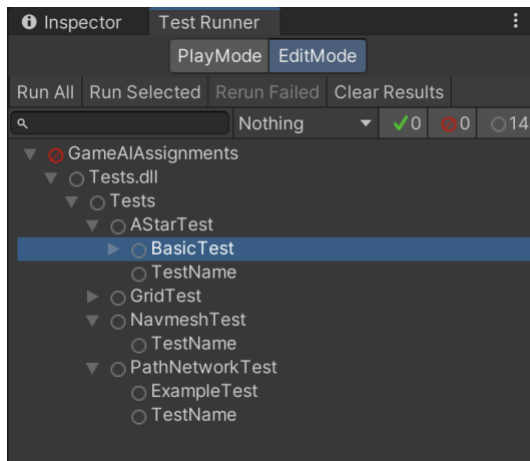 Inspector Test Runner
PlayMode EditMode
Run All Run Selected Rerun Failed Clear Results
Nothing 0 0 14
GameAIAssignments
Tests.dll
Tests
AStarTest
BasicTest
TestName
GridTest
NavmeshTest
TestName
PathNetworkTest
ExampleTest
TestName